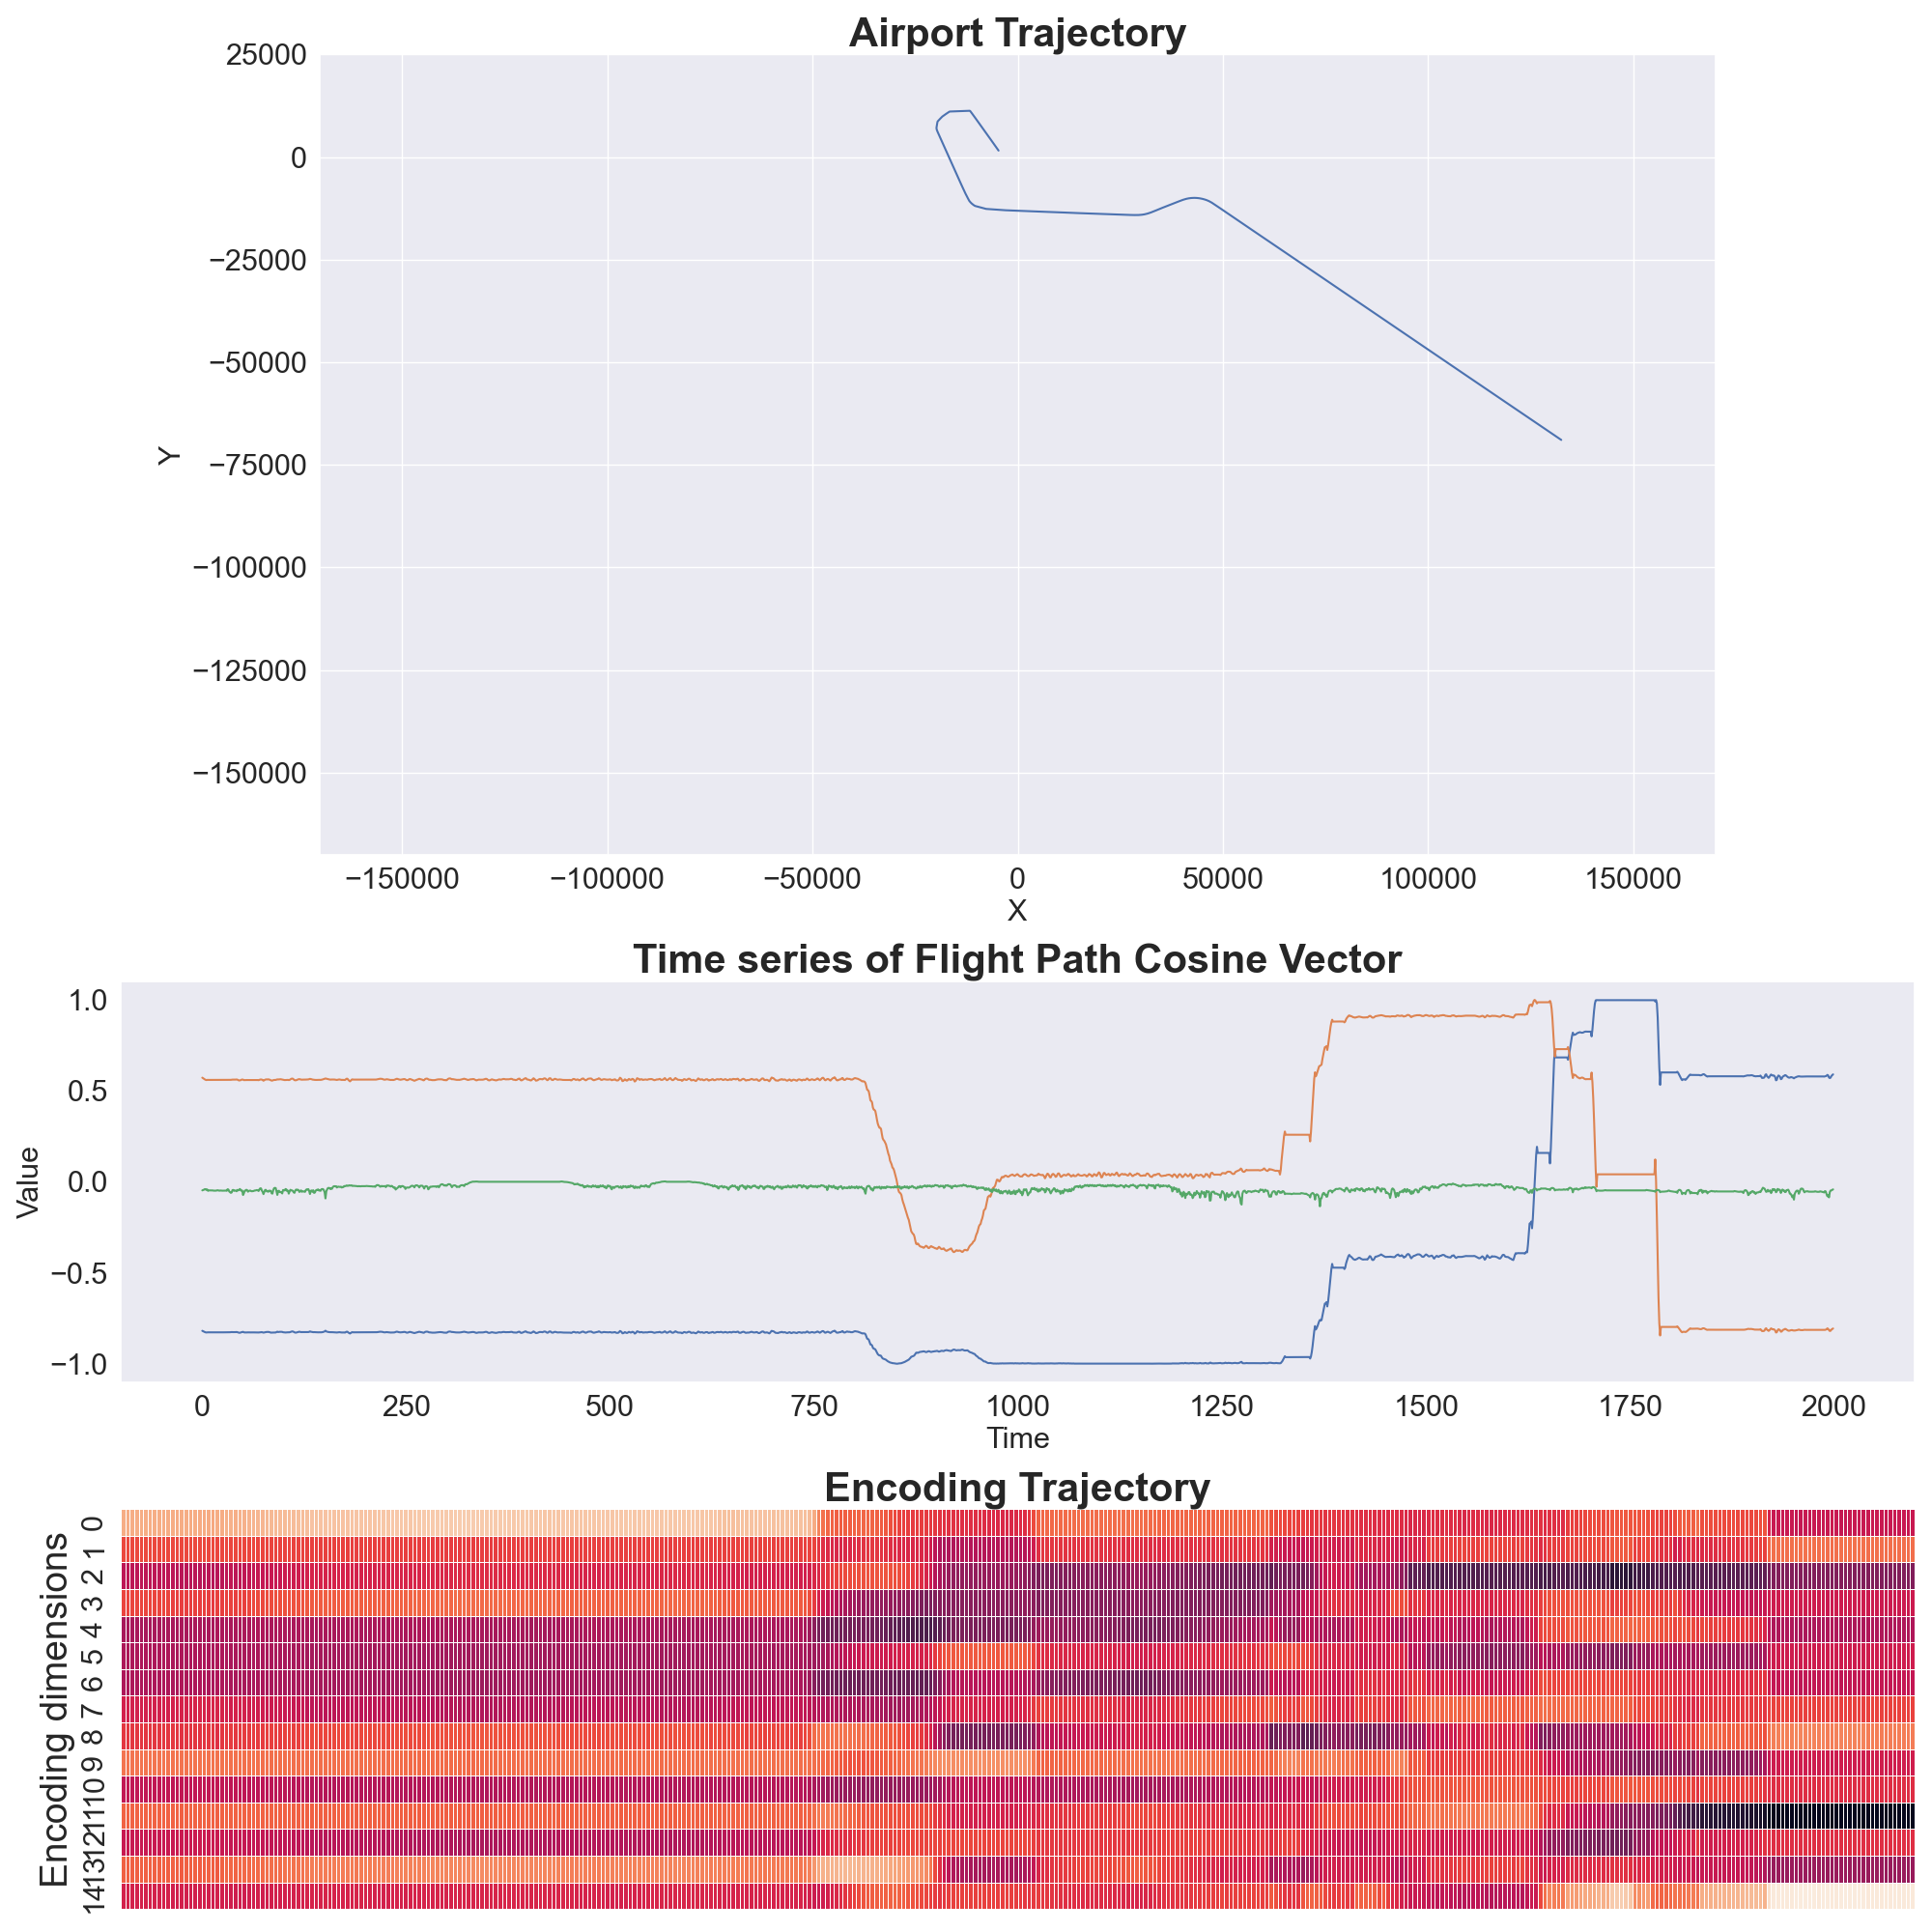 Airport Trajectory
25000
0
−25000
−50000
−75000
−100000
−125000
−150000
Y
−150000 −100000 −50000 0 50000 100000 150000
X
Time series of Flight Path Cosine Vector
1.0
0.5
0.0
−0.5
−1.0
Value
0 250 500 750 1000 1250 1500 1750 2000
Time
Encoding Trajectory
Encoding dimensions
0
1
2
3
4
5
6
7
8
9
10
11
12
13
14